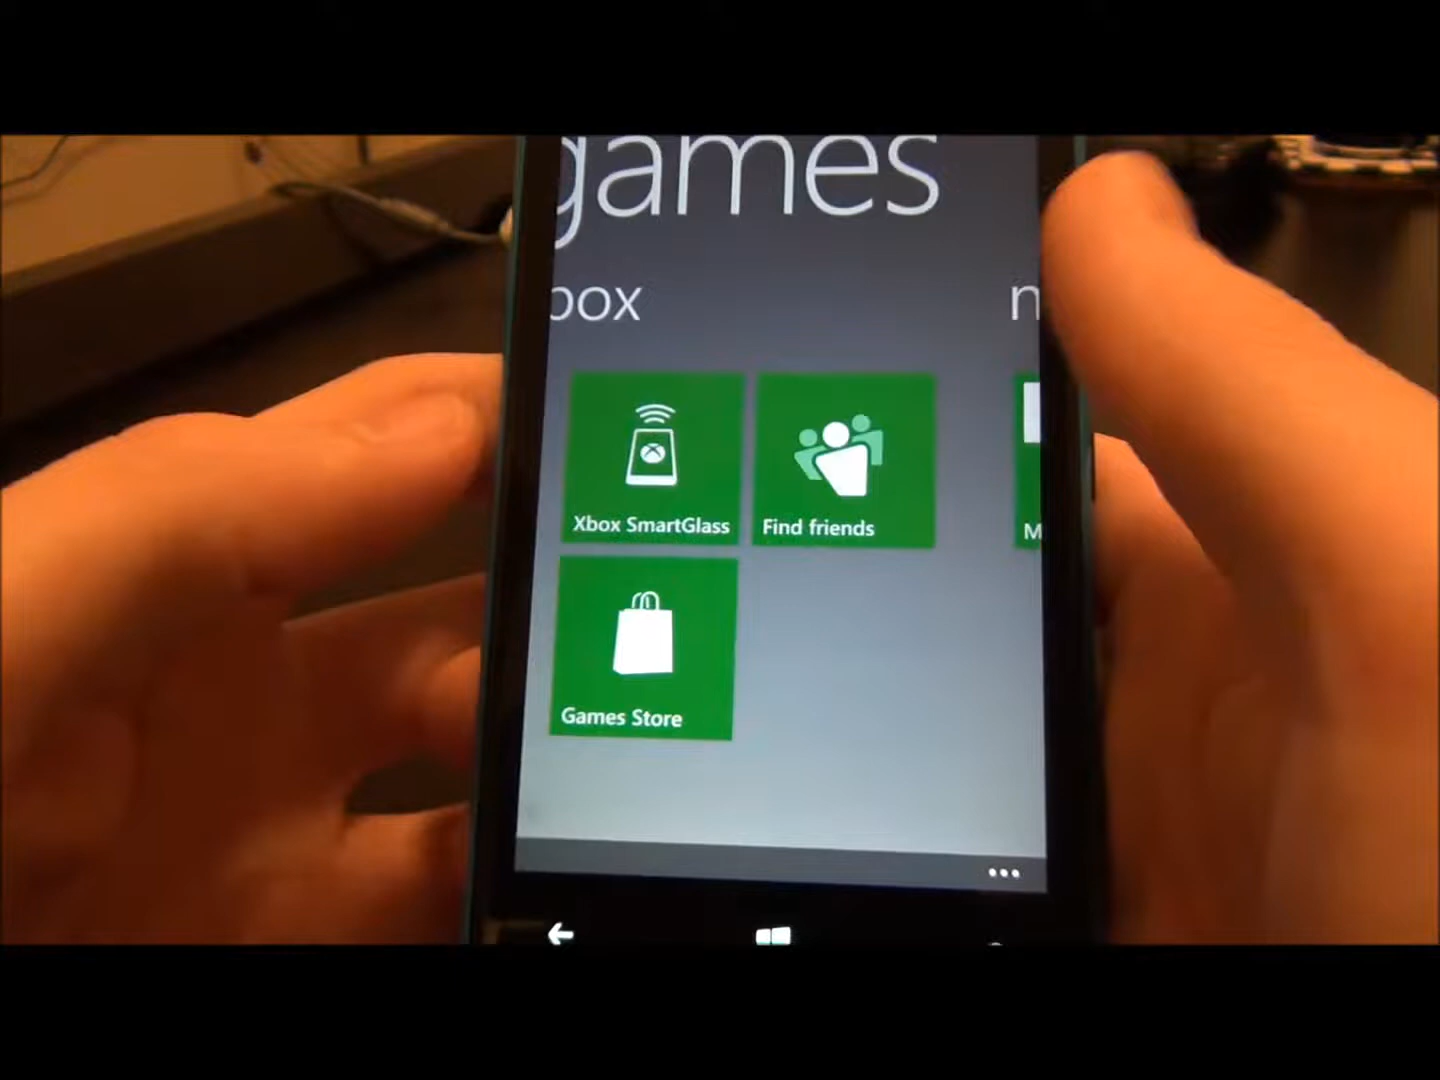 games
box
Xbox SmartGlass
Find friends
Games Store